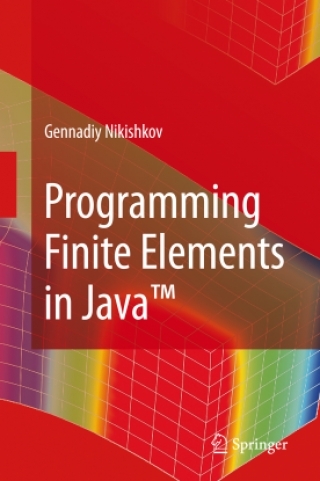 Gennadiy Nikishkov
Programming
Finite Elements
in Java™
Springer